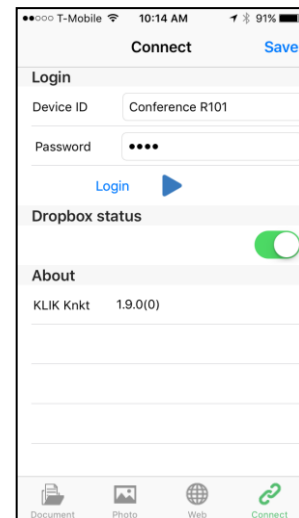 T-Mobile 10:14 AM 91%
Connect Save
Login
Device ID Conference R101
Password ••••
Login
Dropbox status
About
KLIK Knkt 1.9.0(0)
Document Photo Web Connect